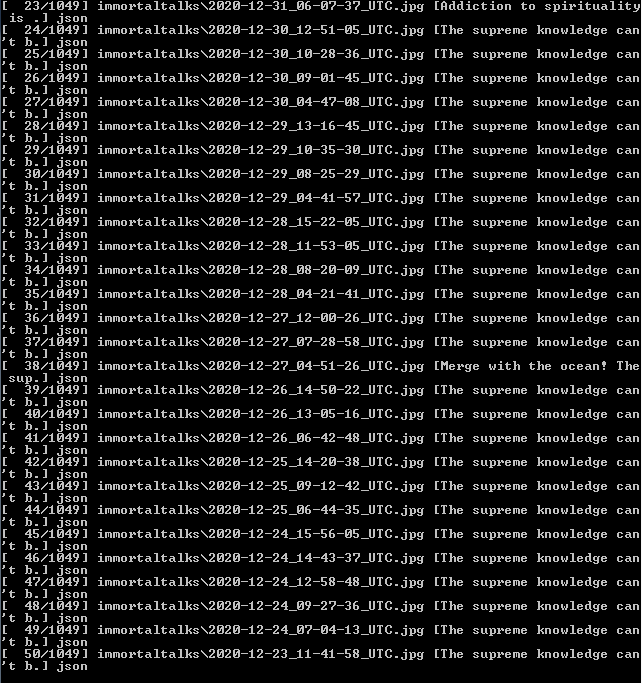 [  23/1049] immortaltalks\2020-12-31_06-07-37_UTC.jpg [Addiction to spirituality
is .] json
[  24/1049] immortaltalks\2020-12-30_12-51-05_UTC.jpg [The supreme knowledge can
't b.] json
[  25/1049] immortaltalks\2020-12-30_10-28-36_UTC.jpg [The supreme knowledge can
't b.] json
[  26/1049] immortaltalks\2020-12-30_09-01-45_UTC.jpg [The supreme knowledge can
't b.] json
[  27/1049] immortaltalks\2020-12-30_04-47-08_UTC.jpg [The supreme knowledge can
't b.] json
[  28/1049] immortaltalks\2020-12-29_13-16-45_UTC.jpg [The supreme knowledge can
't b.] json
[  29/1049] immortaltalks\2020-12-29_10-35-30_UTC.jpg [The supreme knowledge can
't b.] json
[  30/1049] immortaltalks\2020-12-29_08-25-29_UTC.jpg [The supreme knowledge can
't b.] json
[  31/1049] immortaltalks\2020-12-29_04-41-57_UTC.jpg [The supreme knowledge can
't b.] json
[  32/1049] immortaltalks\2020-12-28_15-22-05_UTC.jpg [The supreme knowledge can
't b.] json
[  33/1049] immortaltalks\2020-12-28_11-53-05_UTC.jpg [The supreme knowledge can
't b.] json
[  34/1049] immortaltalks\2020-12-28_08-20-09_UTC.jpg [The supreme knowledge can
't b.] json
[  35/1049] immortaltalks\2020-12-28_04-21-41_UTC.jpg [The supreme knowledge can
't b.] json
[  36/1049] immortaltalks\2020-12-27_12-00-26_UTC.jpg [The supreme knowledge can
't b.] json
[  37/1049] immortaltalks\2020-12-27_07-28-58_UTC.jpg [The supreme knowledge can
't b.] json
[  38/1049] immortaltalks\2020-12-27_04-51-26_UTC.jpg [Merge with the ocean! The
sup.] json
[  39/1049] immortaltalks\2020-12-26_14-50-22_UTC.jpg [The supreme knowledge can
't b.] json
[  40/1049] immortaltalks\2020-12-26_13-05-16_UTC.jpg [The supreme knowledge can
't b.] json
[  41/1049] immortaltalks\2020-12-26_06-42-48_UTC.jpg [The supreme knowledge can
't b.] json
[  42/1049] immortaltalks\2020-12-25_14-20-38_UTC.jpg [The supreme knowledge can
't b.] json
[  43/1049] immortaltalks\2020-12-25_09-12-42_UTC.jpg [The supreme knowledge can
't b.] json
[  44/1049] immortaltalks\2020-12-25_06-44-35_UTC.jpg [The supreme knowledge can
't b.] json
[  45/1049] immortaltalks\2020-12-24_15-56-05_UTC.jpg [The supreme knowledge can
't b.] json
[  46/1049] immortaltalks\2020-12-24_14-43-37_UTC.jpg [The supreme knowledge can
't b.] json
[  47/1049] immortaltalks\2020-12-24_12-58-48_UTC.jpg [The supreme knowledge can
't b.] json
[  48/1049] immortaltalks\2020-12-24_09-27-36_UTC.jpg [The supreme knowledge can
't b.] json
[  49/1049] immortaltalks\2020-12-24_07-04-13_UTC.jpg [The supreme knowledge can
't b.] json
[  50/1049] immortaltalks\2020-12-23_11-41-58_UTC.jpg [The supreme knowledge can
't b.] json